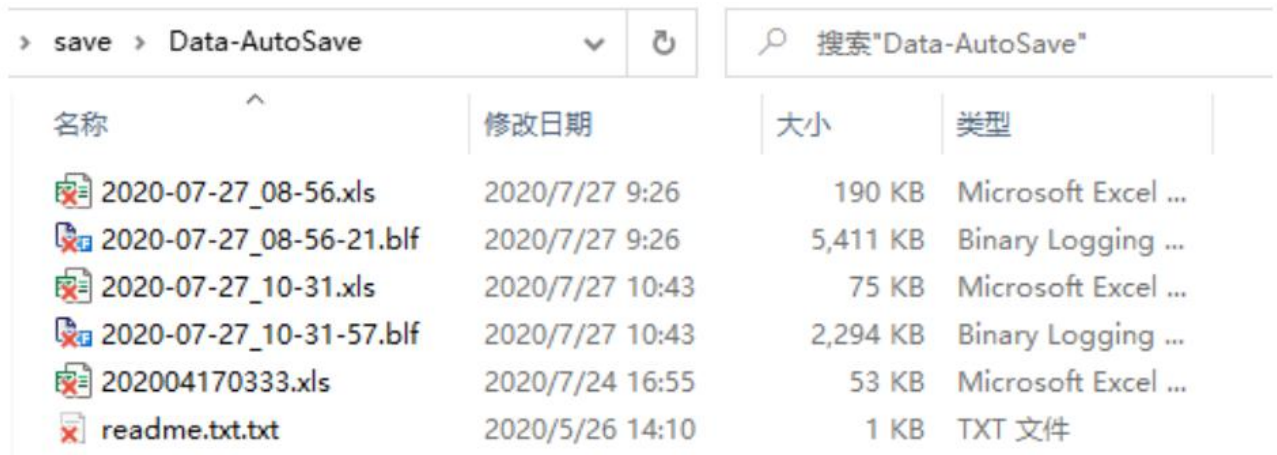 save > Data-AutoSave 搜索"Data-AutoSave"
名称 修改日期 大小 类型
2020-07-27_08-56.xls 2020/7/27 9:26 190 KB Microsoft Excel ...
2020-07-27_08-56-21.blf 2020/7/27 9:26 5,411 KB Binary Logging ...
2020-07-27_10-31.xls 2020/7/27 10:43 75 KB Microsoft Excel ...
2020-07-27_10-31-57.blf 2020/7/27 10:43 2,294 KB Binary Logging ...
202004170333.xls 2020/7/24 16:55 53 KB Microsoft Excel ...
readme.txt.txt 2020/5/26 14:10 1 KB TXT 文件